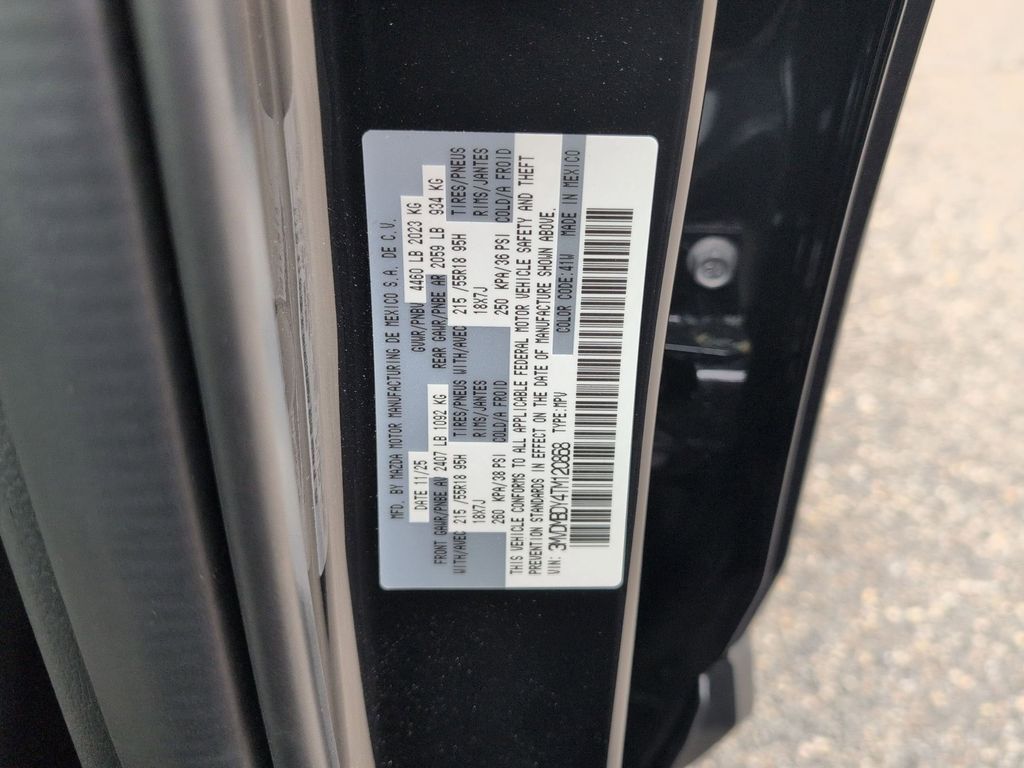 MFD. BY MAZDA MOTOR MANUFACTURING DE MEXICO S.A. DE C.V.
DATE 11/25 GVWR/PNBV 4460 LB 2023 KG
FRONT GAWR/PNBE AV 2407 LB 1092 KG REAR GAWR/PNBE AR 2059 LB 934 KG
WITH/AVEC 215 /55R18 95H TIRES/PNEUS WITH/AVEC 215 /55R18 95H TIRES/PNEUS
18X7J RIMS/JANTES 18X7J RIMS/JANTES
260 KPA/38 PSI COLD/A FROID 250 KPA/36 PSI COLD/A FROID
THIS VEHICLE CONFORMS TO ALL APPLICABLE FEDERAL MOTOR VEHICLE SAFETY AND THEFT
PREVENTION STANDARDS IN EFFECT ON THE DATE OF MANUFACTURE SHOWN ABOVE.
VIN: 3MVDMBDY4TM120868 TYPE:MPV COLOR CODE:41W MADE IN MEXICO